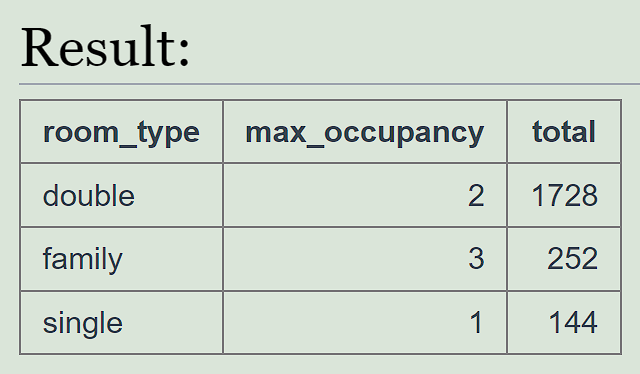 Result:
room_type max_occupancy total
double 2 1728
family 3 252
single 1 144